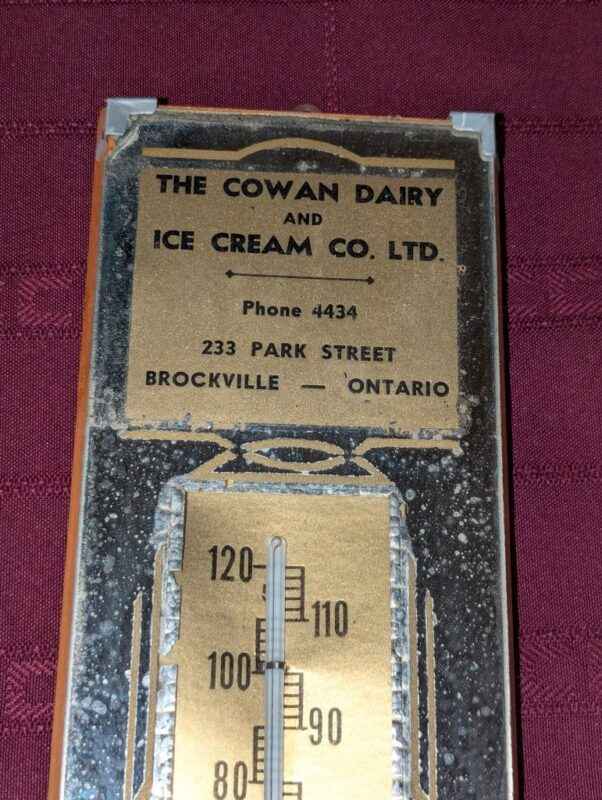 THE COWAN DAIRY
AND
ICE CREAM CO. LTD.
Phone 4434
233 PARK STREET
BROCKVILLE — ONTARIO
120
110
100
90
80